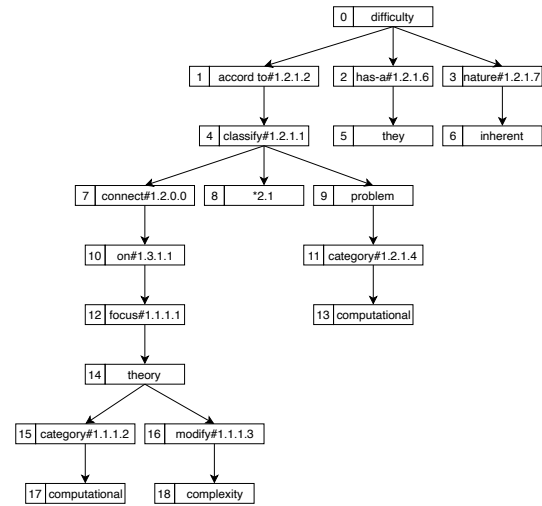 0 difficulty
1 accord to#1.2.1.2 2 has-a#1.2.1.6 3 nature#1.2.1.7
4 classify#1.2.1.1 5 they 6 inherent
7 connect#1.2.0.0 8 *2.1 9 problem
10 on#1.3.1.1 11 category#1.2.1.4
12 focus#1.1.1.1 13 computational
14 theory
15 category#1.1.1.2 16 modify#1.1.1.3
17 computational 18 complexity